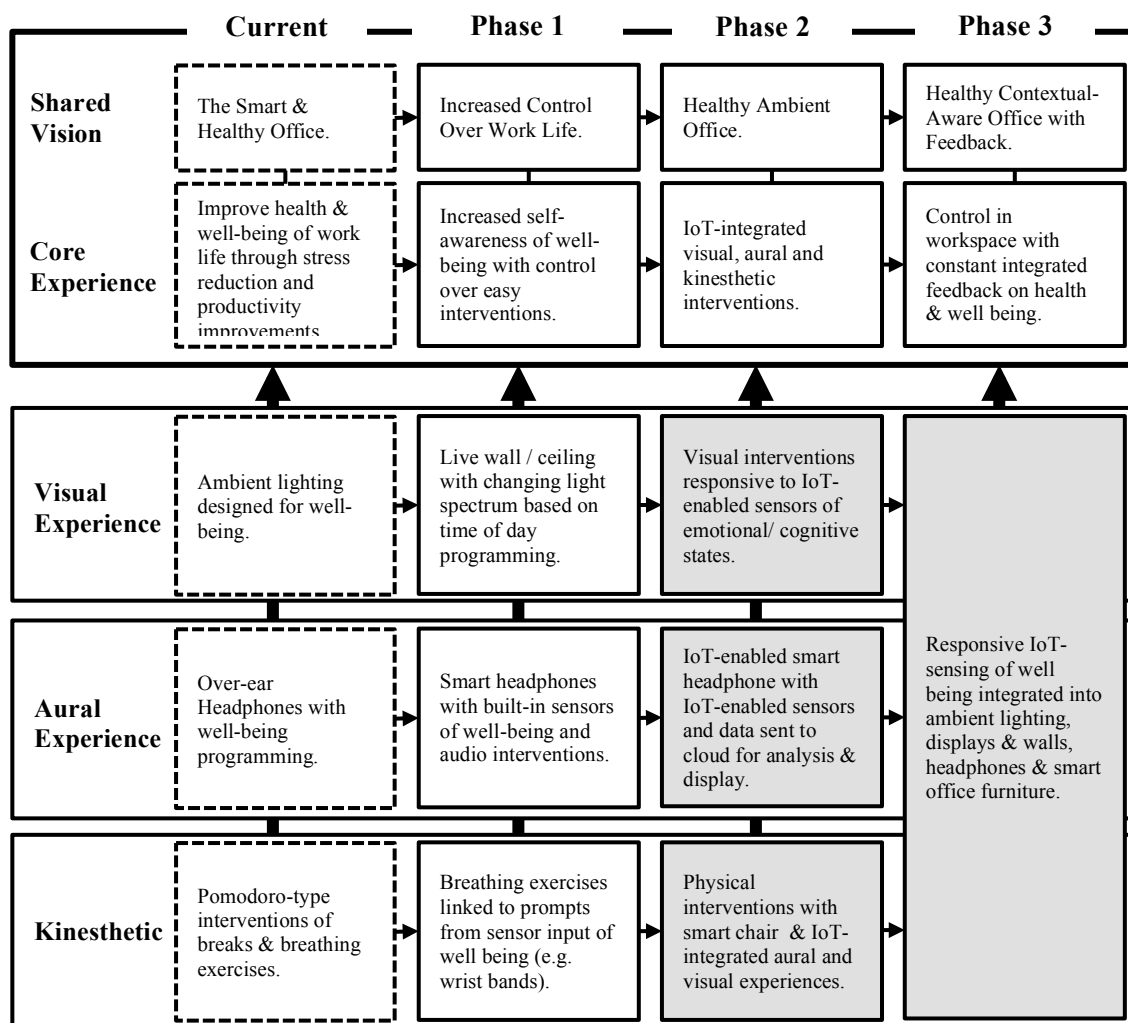 Current
Phase 1
Phase 2
Phase 3
Shared
Vision
The Smart &
Healthy Office.
Increased Control
Over Work Life.
Healthy Ambient
Office.
Healthy Contextual-
Aware Office with
Feedback.
Core
Experience
Improve health &
well-being of work
life through stress
reduction and
productivity
improvements
Increased self-
awareness of well-
being with control
over easy
interventions.
IoT-integrated
visual, aural and
kinesthetic
interventions.
Control in
workspace with
constant integrated
feedback on health
& well being.
Visual
Experience
Ambient lighting
designed for well-
being.
Live wall / ceiling
with changing light
spectrum based on
time of day
programming.
Visual interventions
responsive to IoT-
enabled sensors of
emotional/ cognitive
states.
Aural
Experience
Over-ear
Headphones with
well-being
programming.
Smart headphones
with built-in sensors
of well-being and
audio interventions.
IoT-enabled smart
headphone with
IoT-enabled sensors
and data sent to
cloud for analysis &
display.
Responsive IoT-
sensing of well
being integrated into
ambient lighting,
displays & walls,
headphones & smart
office furniture.
Kinesthetic
Pomodoro-type
interventions of
breaks & breathing
exercises.
Breathing exercises
linked to prompts
from sensor input of
well being (e.g.
wrist bands).
Physical
interventions with
smart chair & IoT-
integrated aural and
visual experiences.